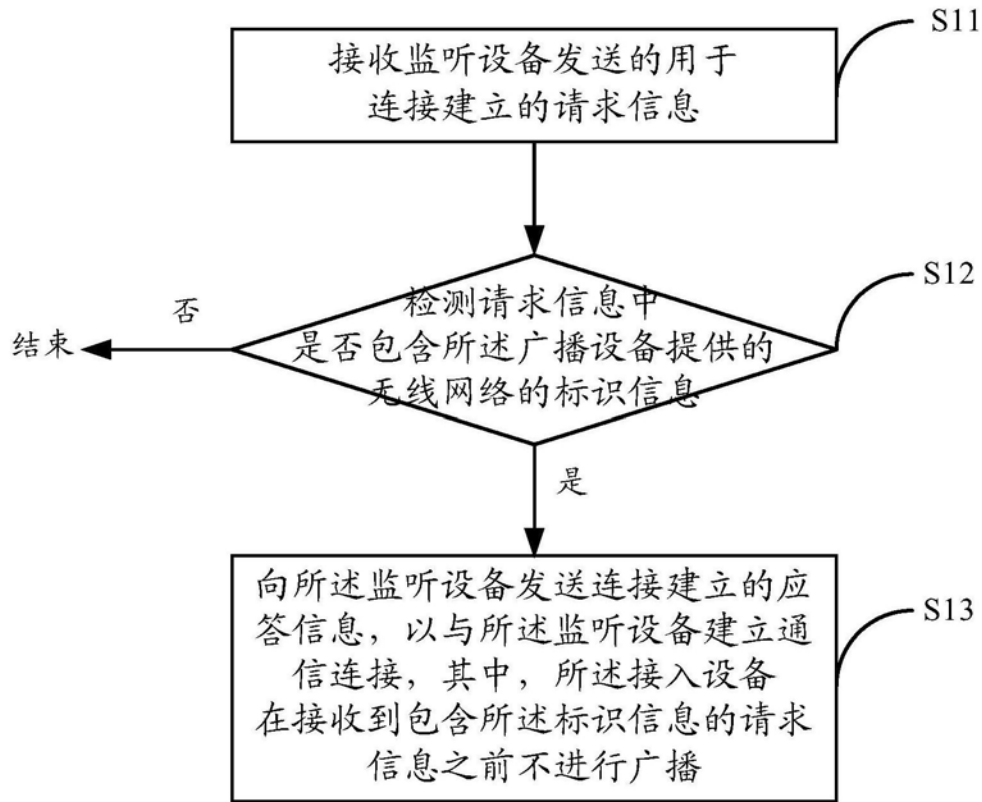 S11
接收监听设备发送的用于
连接建立的请求信息
S12
检测请求信息中
是否包含所述广播设备提供的
无线网络的标识信息
否
结束
是
S13
向所述监听设备发送连接建立的应
答信息，以与所述监听设备建立通
信连接，其中，所述接入设备
在接收到包含所述标识信息的请求
信息之前不进行广播